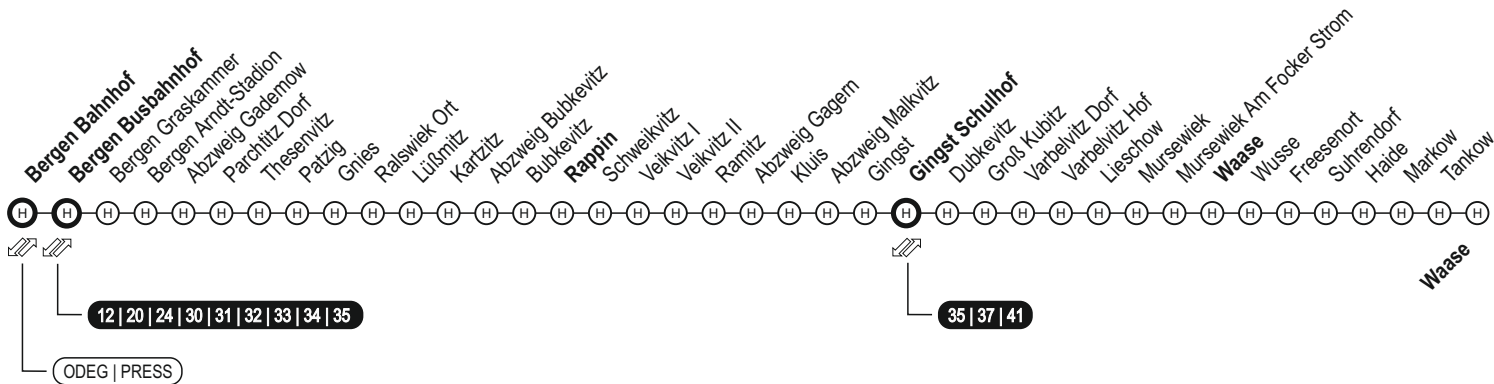 Bergen Bahnhof
Bergen Busbahnhof
Bergen Graskammer
Bergen Arndt-Stadion
Abzweig Gademow
Parchtitz Dorf
Thesenvitz
Patzig
Gnies
Ralswiek Ort
Lüßmitz
Kartzitz
Abzweig Bubkevitz
Bubkevitz
Rappin
Schweikvitz
Veikvitz I
Veikvitz II
Ramitz
Abzweig Gagern
Kluis
Abzweig Malkvitz
Gingst
Gingst Schulhof
Dubkevitz
Groß Kubitz
Varbelvitz Dorf
Varbelvitz Hof
Lieschow
Mursewiek
Mursewiek Am Focker Strom
Waase
Wusse
Freesenort
Suhrendorf
Haide
Markow
Tankow
H H H H H H H H H H H H H H H H H H H H H H H H H H H H H H H H H H H H H H H
Waase
12 | 20 | 24 | 30 | 31 | 32 | 33 | 34 | 35
35 | 37 | 41
ODEG | PRESS